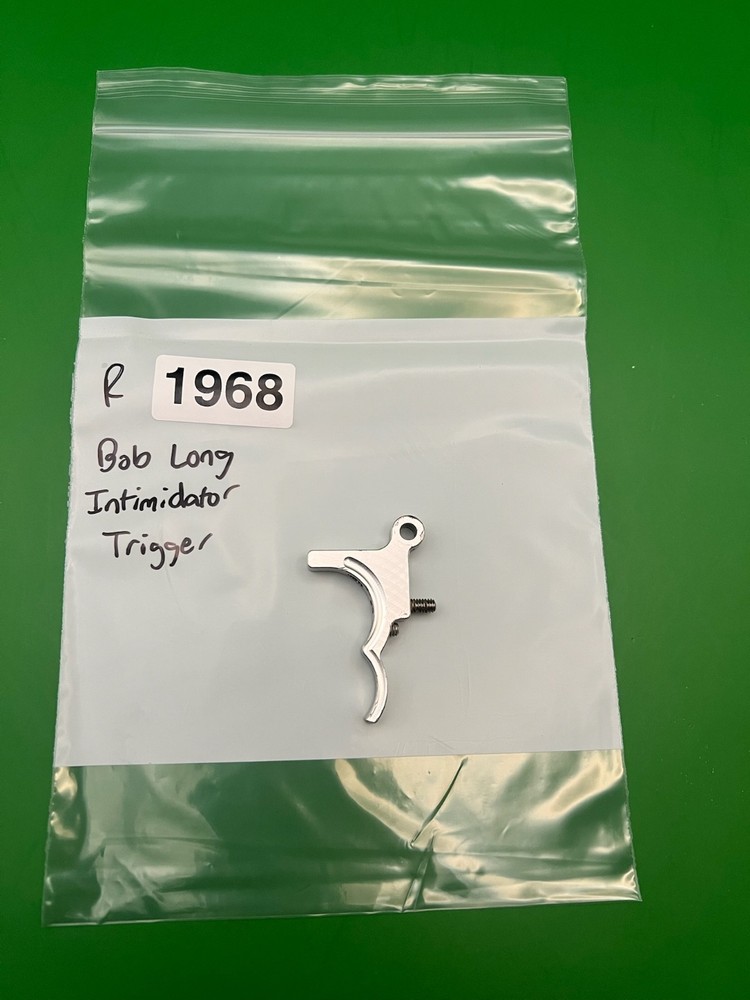 R 1968
Bob Long
Intimidator
Trigger